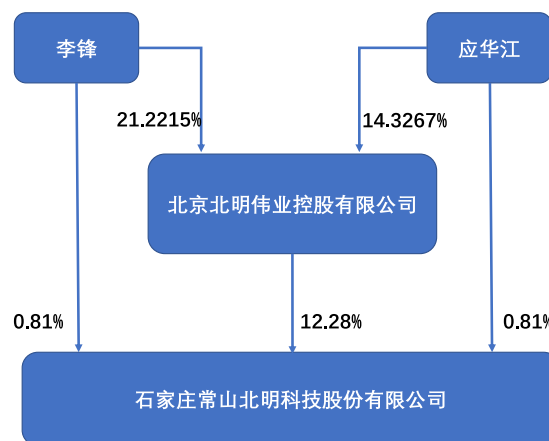 李锋
应华江
21.2215%
14.3267%
北京北明伟业控股有限公司
0.81%
12.28%
0.81%
石家庄常山北明科技股份有限公司